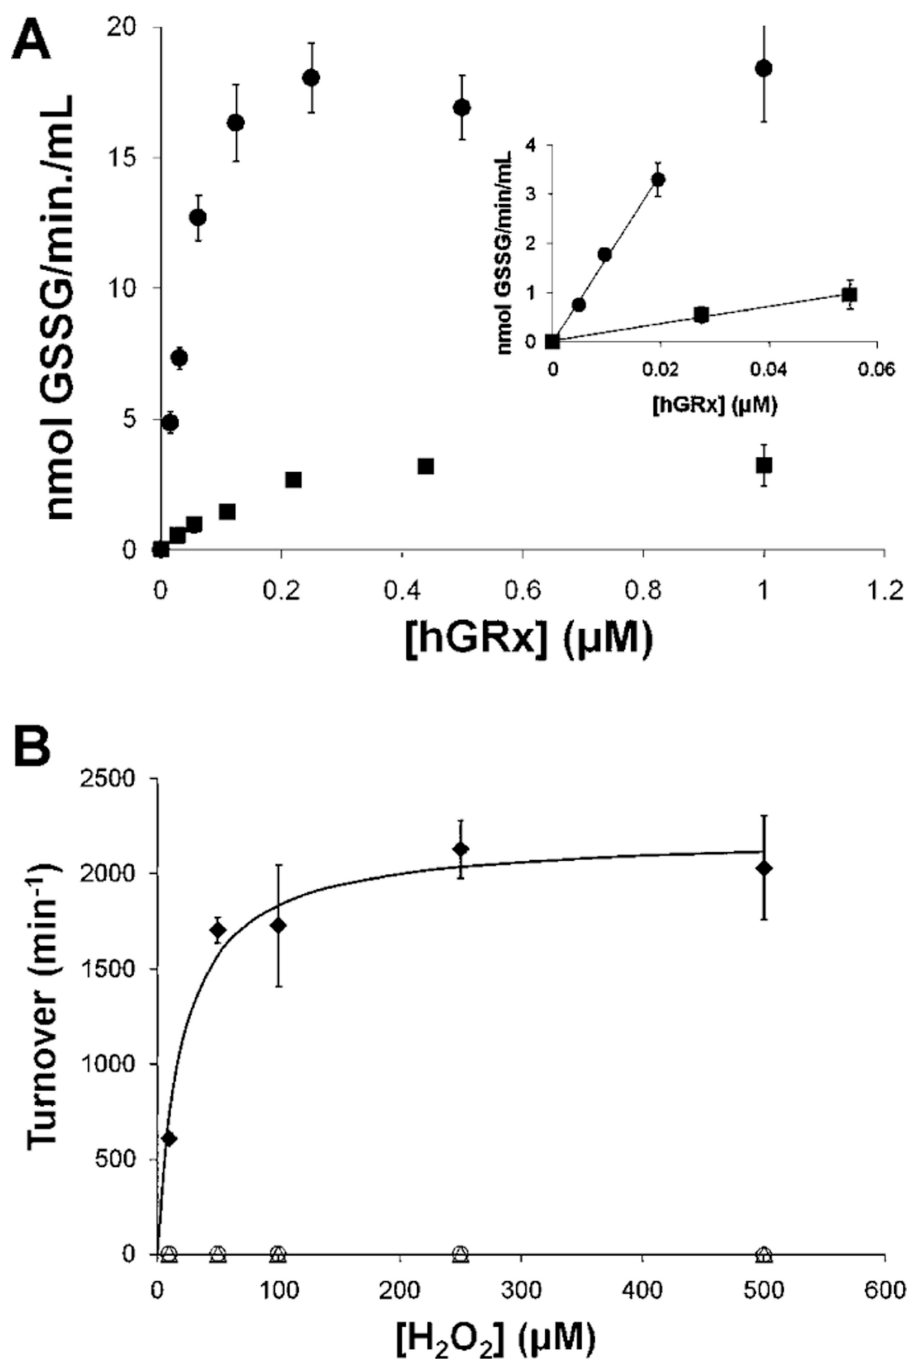 A
nmol GSSG/min./mL
20
15
10
5
0
0 0.2 0.4 0.6 0.8 1 1.2
[hGRx] (µM)
nmol GSSG/min/mL
4
3
2
1
0
0 0.02 0.04 0.06
[hGRx] (µM)
B
Turnover (min⁻¹)
2500
2000
1500
1000
500
0
0 100 200 300 400 500 600
[H₂O₂] (µM)